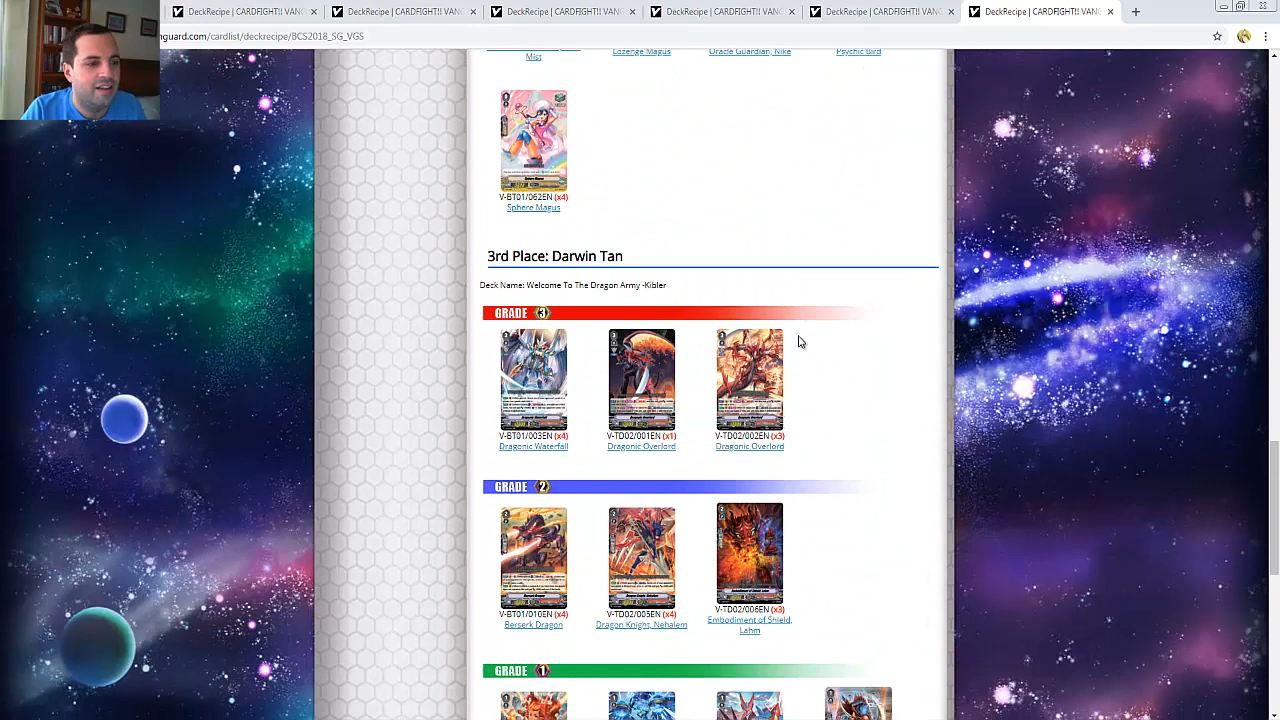 DeckRecipe | CARDFIGHT!! VANG × DeckRecipe | CARDFIGHT!! VANG × DeckRecipe | CARDFIGHT!! VANG × DeckRecipe | CARDFIGHT!! VANG × DeckRecipe | CARDFIGHT!! VANG × DeckRecipe | CARDFIGHT!! VANG ×
nguard.com/cardlist/deckrecipe/BCS2018_SG_VGS
Mist
Lozenge Magus
Oracle Guardian, Nike
Psychic Bird
V-BT01/062EN (x4)
Sphere Magus
3rd Place: Darwin Tan
Deck Name: Welcome To The Dragon Army -Kibler
GRADE 3
V-BT01/003EN (x4)
Dragonic Waterfall
V-TD02/001EN (x1)
Dragonic Overlord
V-TD02/002EN (x3)
Dragonic Overlord
GRADE 2
V-BT01/010EN (x4)
Berserk Dragon
V-TD02/005EN (x4)
Dragon Knight, Nehalem
V-TD02/006EN (x3)
Embodiment of Shield,
Lahm
GRADE 1